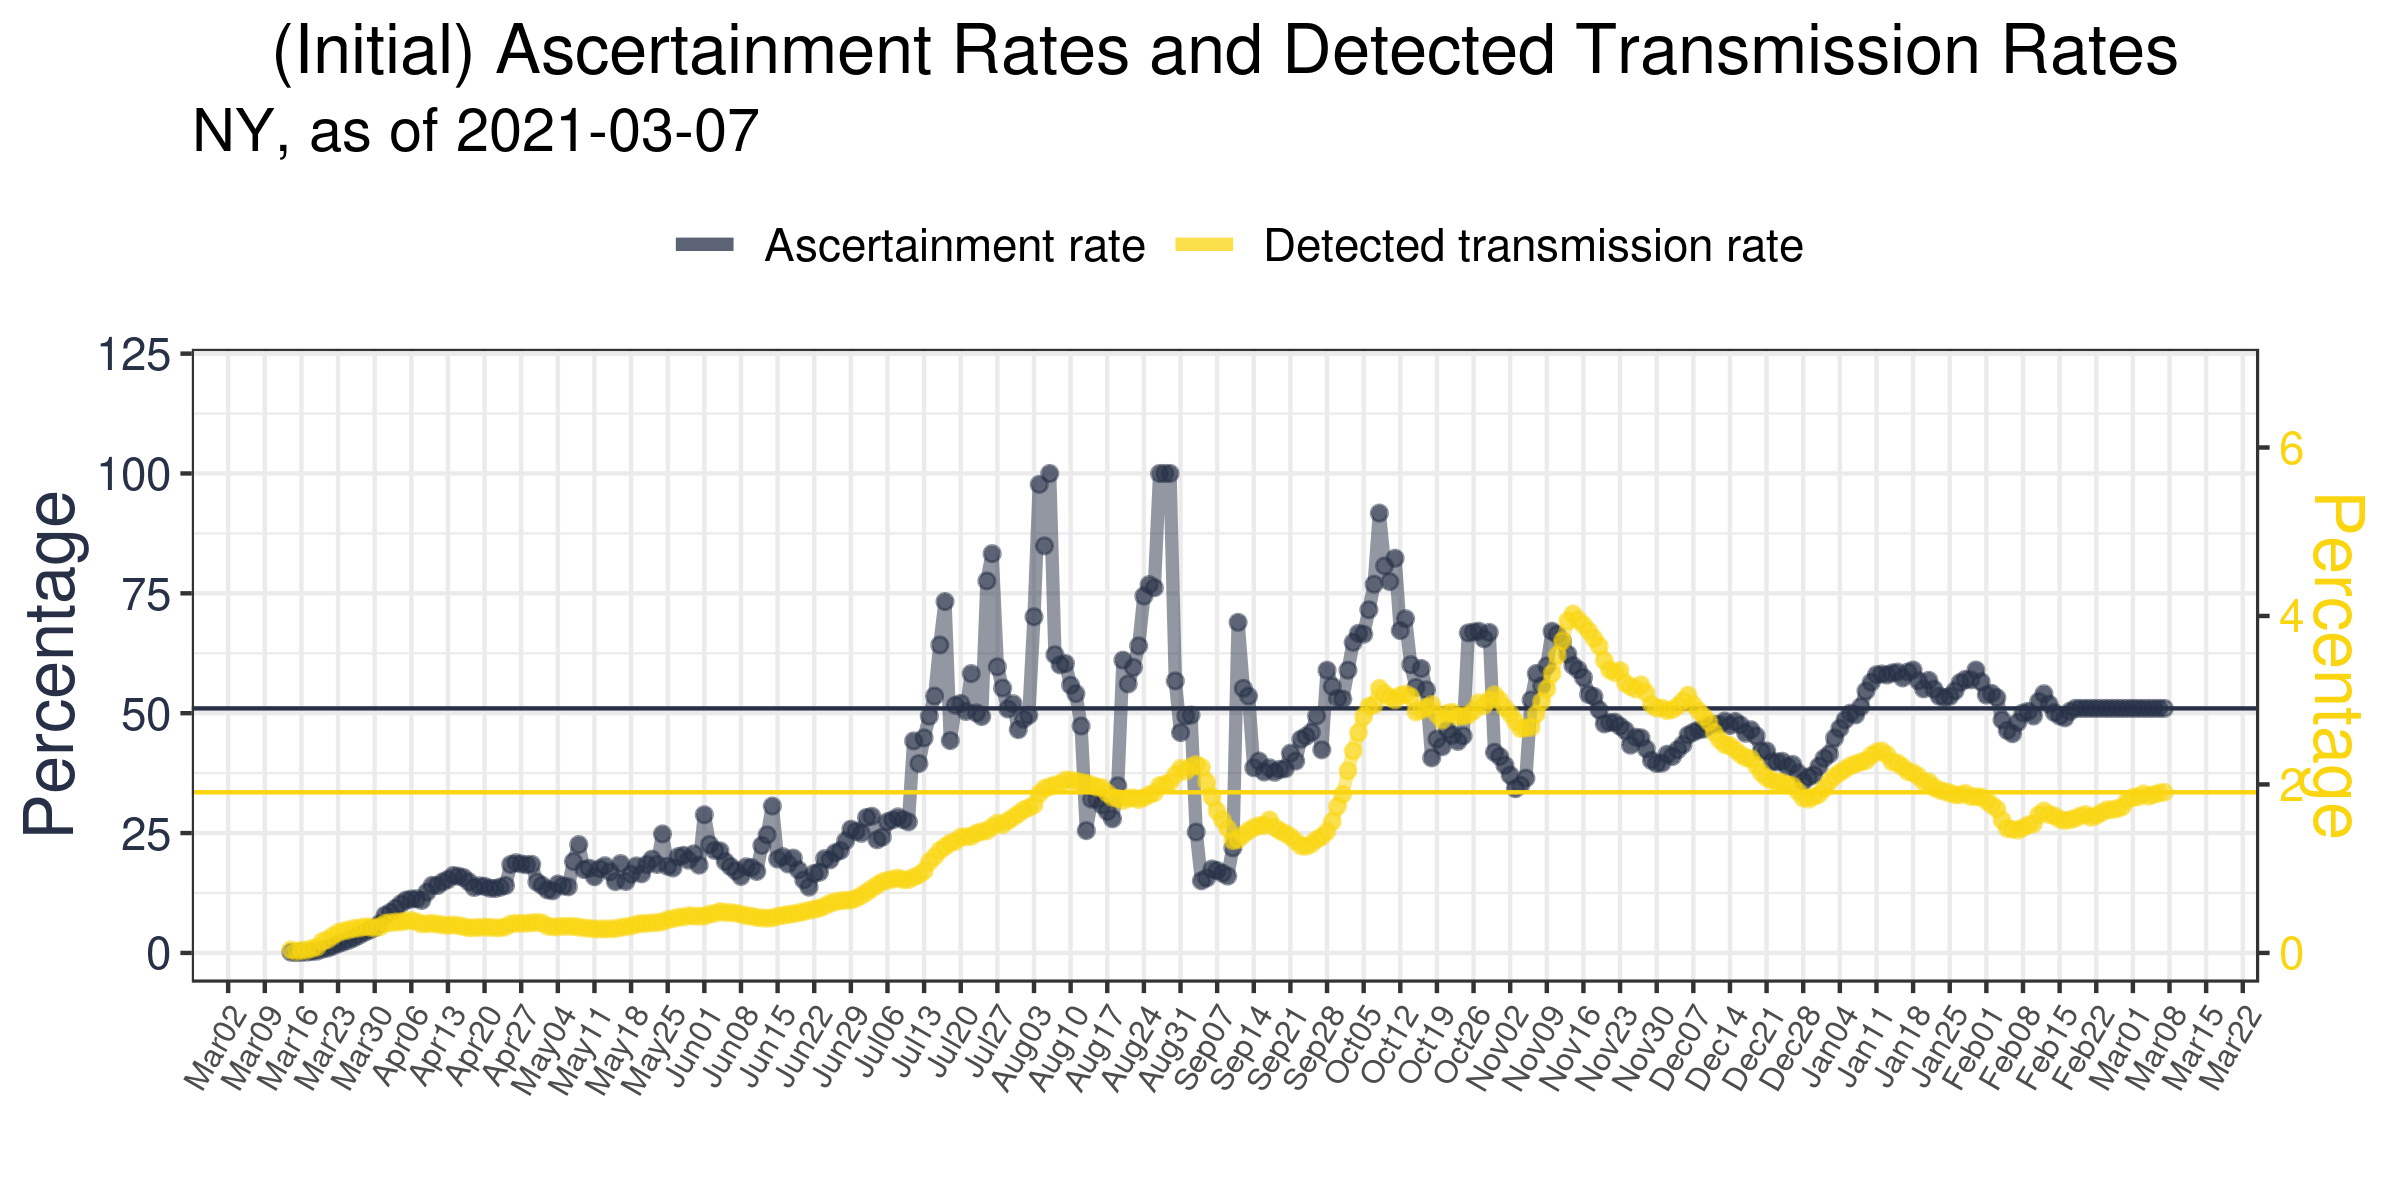 (Initial) Ascertainment Rates and Detected Transmission Rates
NY, as of 2021-03-07
Ascertainment rate
Detected transmission rate
Percentage
125
100
75
50
25
0
6
4
2
0
Percentage
Mar02
Mar09
Mar16
Mar23
Mar30
Apr06
Apr13
Apr20
Apr27
May04
May11
May18
May25
Jun01
Jun08
Jun15
Jun22
Jun29
Jul06
Jul13
Jul20
Jul27
Aug03
Aug10
Aug17
Aug24
Aug31
Sep07
Sep14
Sep21
Sep28
Oct05
Oct12
Oct19
Oct26
Nov02
Nov09
Nov16
Nov23
Nov30
Dec07
Dec14
Dec21
Dec28
Dec04
Jan11
Jan18
Jan25
Feb01
Feb08
Feb15
Feb22
Mar01
Mar08
Mar15
Mar22